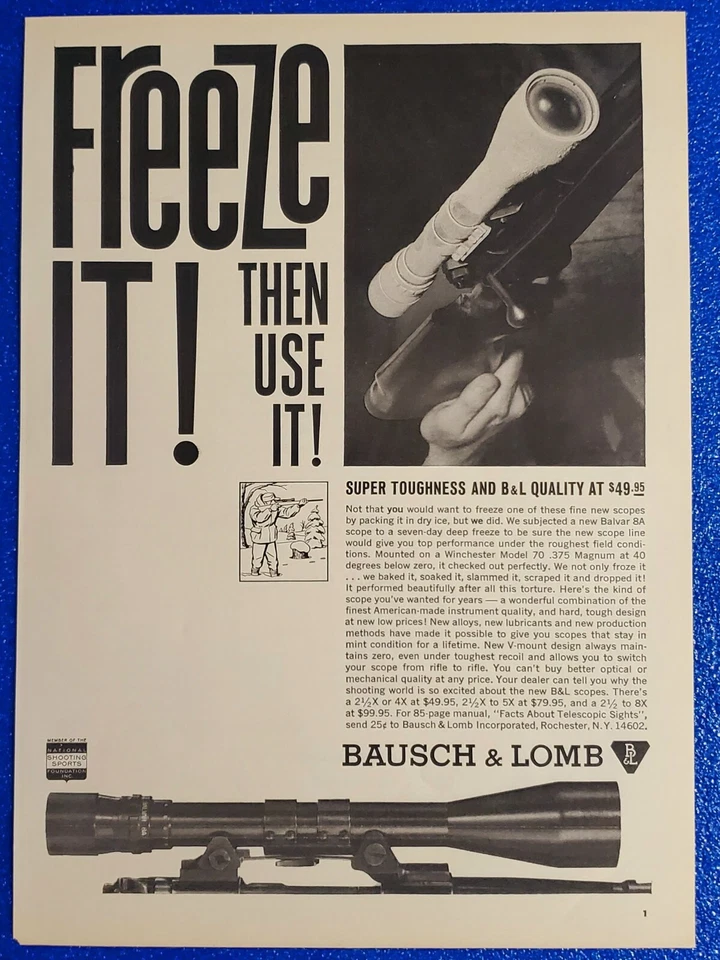 Freeze
IT!
THEN
USE
IT!
SUPER TOUGHNESS AND B&L QUALITY AT $49.95
Not that you would want to freeze one of these fine new scopes
by packing it in dry ice, but we did. We subjected a new Balvar 8A
scope to a seven-day deep freeze to be sure the new scope line
would give you top performance under the roughest field condi-
tions. Mounted on a Winchester Model 70 .375 Magnum at 40
degrees below zero, it checked out perfectly. We not only froze it
. . . we baked it, soaked it, slammed it, scraped it and dropped it!
It performed beautifully after all this torture. Here's the kind of
scope you've wanted for years — a wonderful combination of the
finest American-made instrument quality, and hard, tough design
at new low prices! New alloys, new lubricants and new production
methods have made it possible to give you scopes that stay in
mint condition for a lifetime. New V-mount design always main-
tains zero, even under toughest recoil and allows you to switch
your scope from rifle to rifle. You can't buy better optical or
mechanical quality at any price. Your dealer can tell you why the
shooting world is so excited about the new B&L scopes. There's
a 2½X or 4X at $49.95, 2½X to 5X at $79.95, and a 2½ to 8X
at $99.95. For 85-page manual, "Facts About Telescopic Sights",
send 25¢ to Bausch & Lomb Incorporated, Rochester, N.Y. 14602.
MEMBER OF THE
NATIONAL
SHOOTING
SPORTS
FOUNDATION
INC.
BAUSCH & LOMB
B&L
1